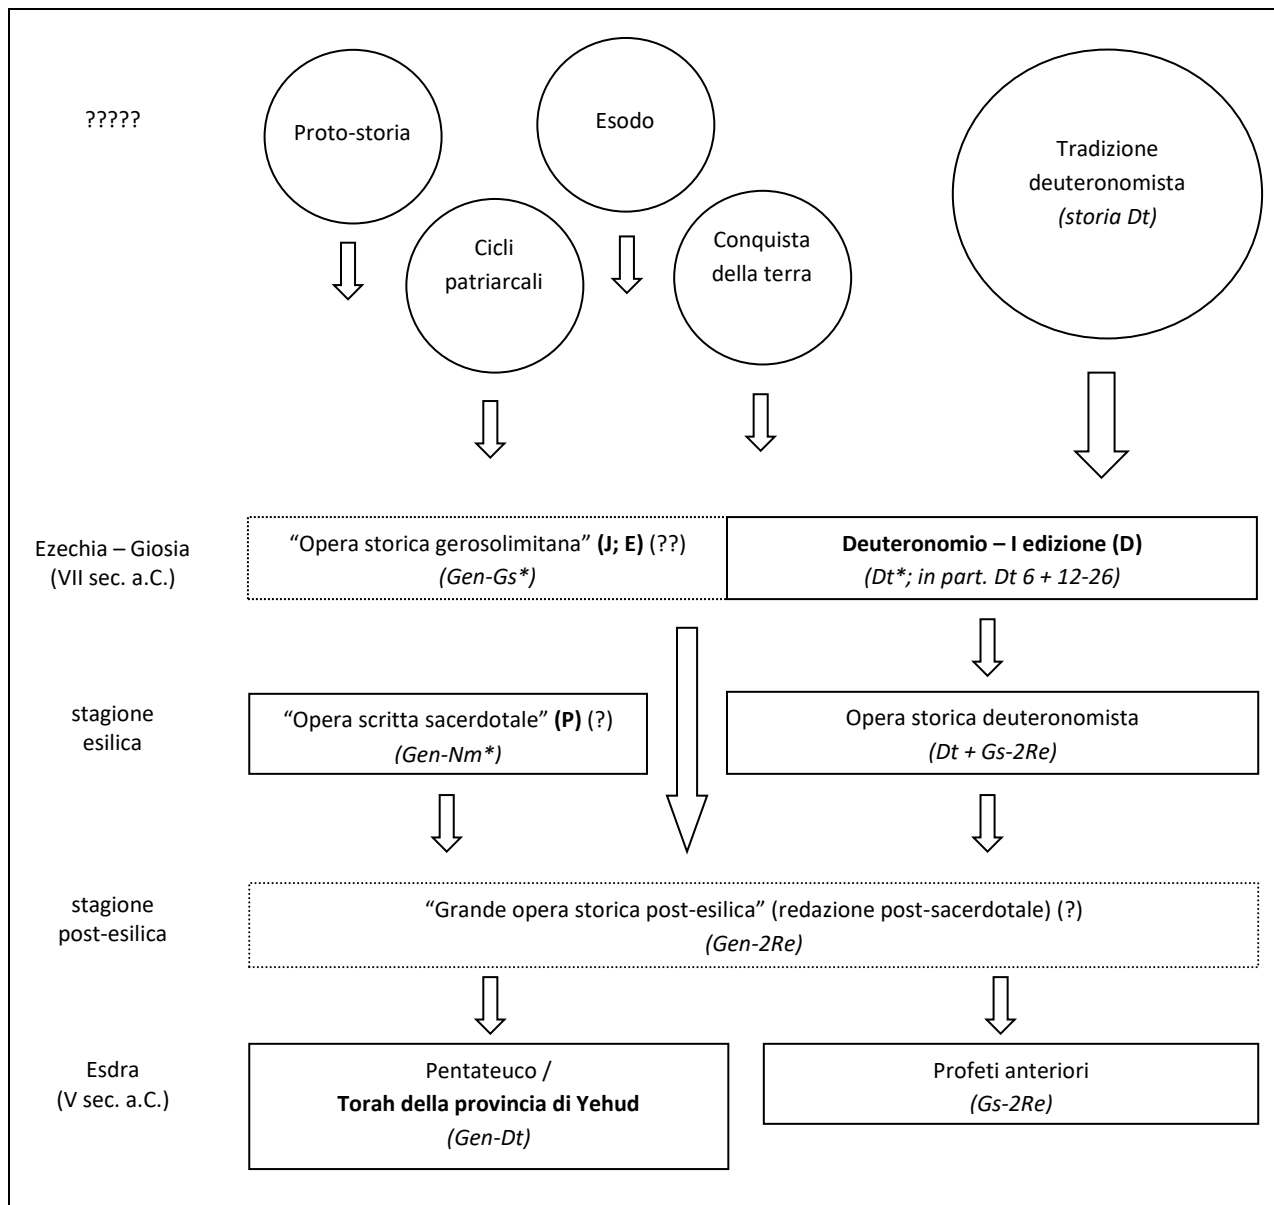 ?????
Proto-storia
Esodo
Cicli
patriarcali
Conquista
della terra
Tradizione
deuteronomista
(storia Dt)
Ezechia – Giosia
(VII sec. a.C.)
“Opera storica gerosolimitana” (J; E) (??)
(Gen-Gs*)
Deuteronomio – I edizione (D)
(Dt*; in part. Dt 6 + 12-26)
stagione
esilica
“Opera scritta sacerdotale” (P) (?)
(Gen-Nm*)
Opera storica deuteronomista
(Dt + Gs-2Re)
stagione
post-esilica
“Grande opera storica post-esilica” (redazione post-sacerdotale) (?)
(Gen-2Re)
Esdra
(V sec. a.C.)
Pentateuco /
Torah della provincia di Yehud
(Gen-Dt)
Profeti anteriori
(Gs-2Re)